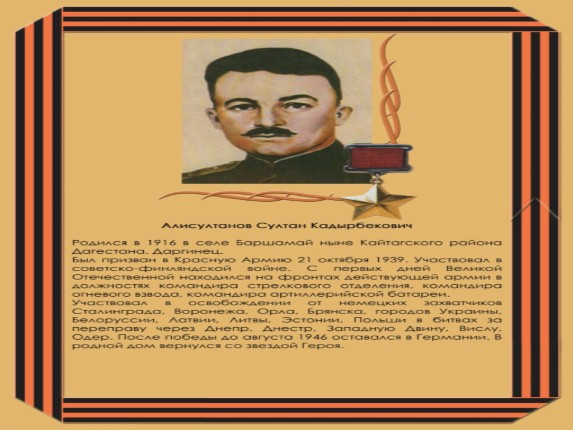 Алисултанов Султан Кадырбекович
Родился в 1916 в селе Баршамай ныне Кайтагского района
Дагестана. Даргинец.
Был призван в Красную Армию 21 октября 1939. Участвовал в
советско-финляндской войне. С первых дней Великой
Отечественной находился на фронтах действующей армии в
должностях командира стрелкового отделения, командира
огневого взвода, командира артиллерийской батареи.
Участвовал в освобождении от немецких захватчиков
Сталинграда, Воронежа, Орла, Брянска, городов Украины,
Белоруссии, Латвии, Литвы, Эстонии, Польши в битвах за
переправу через Днепр, Днестр, Западную Двину, Вислу,
Одер. После победы до августа 1946 оставался в Германии. В
родной дом вернулся со звездой Героя.